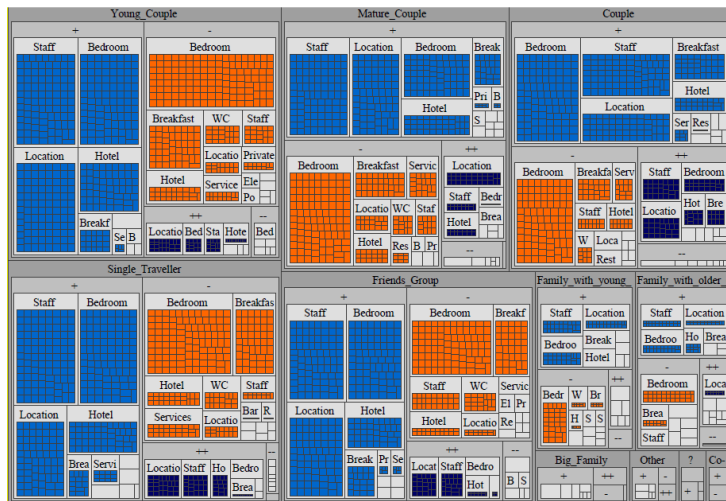 Young_Couple
+
-
Staff
Bedroom
Bedroom
Breakfast
WC
Staff
Locatio
Private
Hotel
Service
Ele
Po
Location
Hotel
Breakf
Se
B
++
--
Locatio
Bed
Sta
Hote
Bed
Mature_Couple
+
Staff
Location
Bedroom
Break
Hotel
Pri
B
S
-
++
Bedroom
Breakfast
Servic
Location
Locatio
WC
Staf
Staff
Bedr
Hotel
Res
B
Pr
Hotel
Brea
--
Couple
+
Bedroom
Staff
Breakfast
Location
Hotel
Ser
Res
-
++
Bedroom
Breakfa
Serv
Staff
Bedroom
Staff
Hotel
Locatio
Hot
Bre
W
Loca
Rest
--
Single_Traveller
+
-
Staff
Bedroom
Bedroom
Breakfas
Hotel
WC
Staff
Services
Locatio
Bar
R
Location
Hotel
Brea
Servi
++
--
Locatio
Staff
Ho
Bedro
Brea
Friends_Group
+
-
Staff
Bedroom
Bedroom
Breakf
Staff
WC
Servic
El
Pr
Hotel
Locatio
Re
Location
Hotel
Break
Pr
Se
++
--
Locat
Staff
Bedro
Hot
B
S
Family_with_young_
+
Staff
Location
Bedroo
Break
Hotel
-
++
Bedr
W
Br
H
S
S
--
Family_with_older_
+
Staff
Location
Bedroo
Ho
Brea
-
++
Bedroom
Loca
Brea
Staff
--
Big_Family
+
++
-
Other
+
-
++
?
+
Co-
+